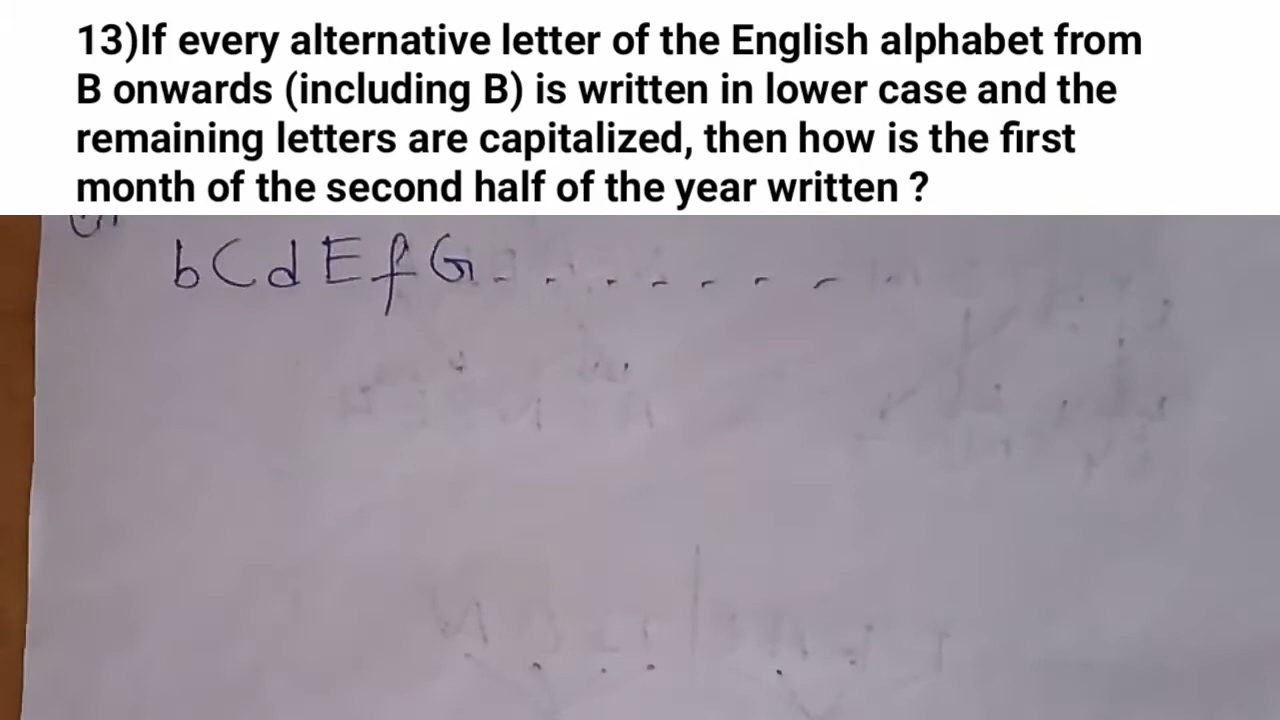 13)If every alternative letter of the English alphabet from
B onwards (including B) is written in lower case and the
remaining letters are capitalized, then how is the first
month of the second half of the year written ?
bCdEfG - - - - - - - -